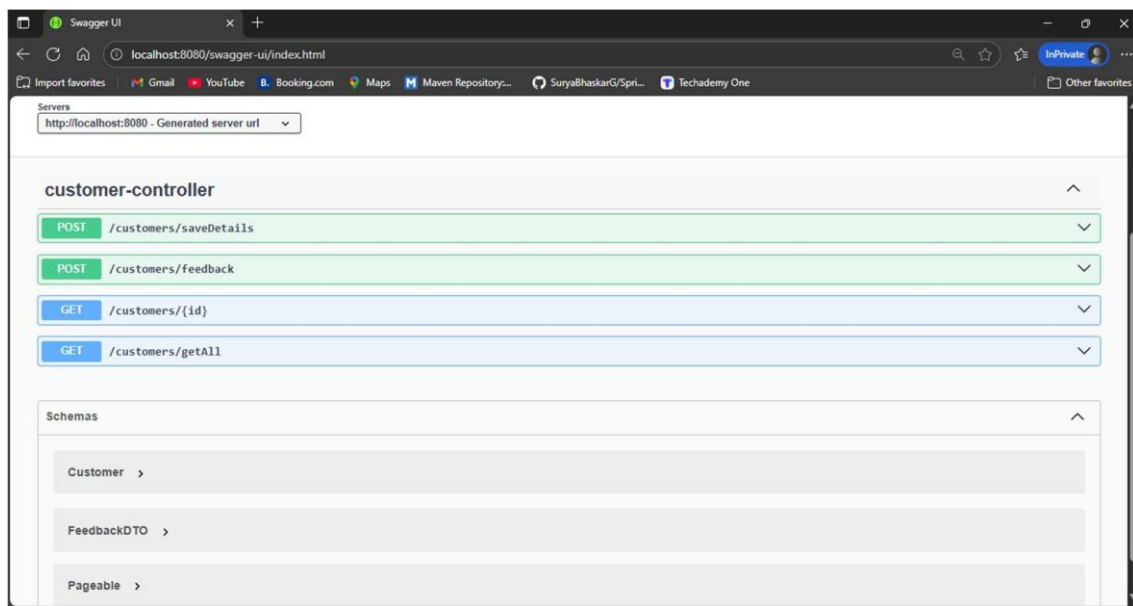 Swagger UI
localhost:8080/swagger-ui/index.html
InPrivate
Import favorites Gmail YouTube B. Booking.com Maps M Maven Repository:... SuryaBhaskarG/Spri... T Techademy One Other favorites
Servers
http://localhost:8080 - Generated server url
customer-controller
POST /customers/saveDetails
POST /customers/feedback
GET /customers/{id}
GET /customers/getAll
Schemas
Customer
FeedbackDTO
Pageable